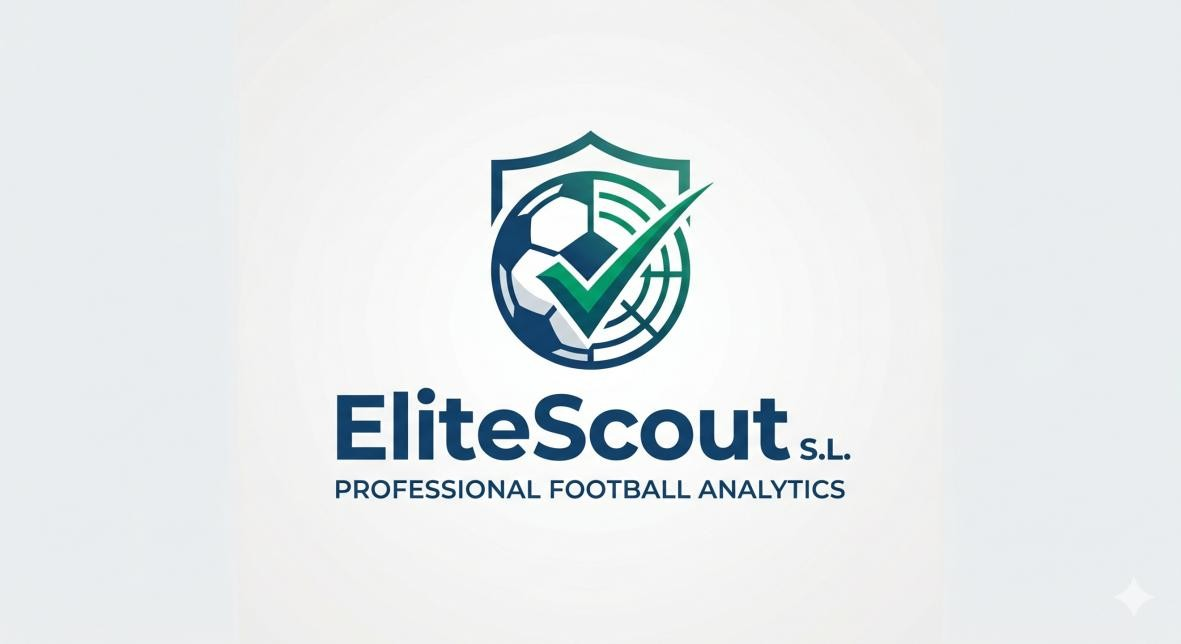 EliteScout S.L.
PROFESSIONAL FOOTBALL ANALYTICS